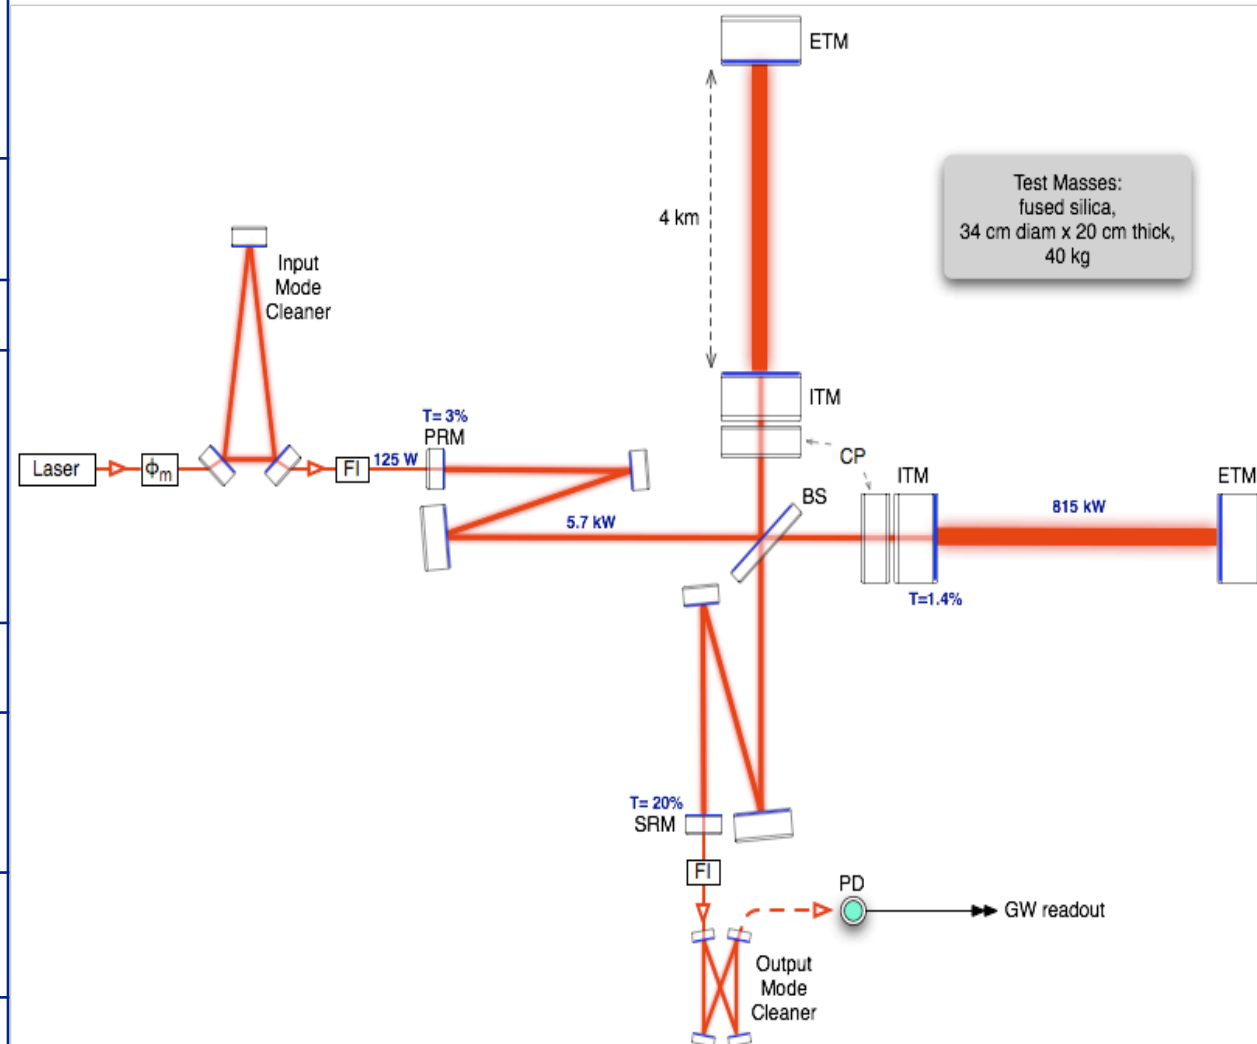 ETM
4 km
Test Masses:
fused silica,
34 cm diam x 20 cm thick,
40 kg
Input
Mode
Cleaner
ITM
T= 3%
PRM
CP
ITM
ETM
Laser
ϕm
FI
125 W
BS
815 kW
5.7 kW
T=1.4%
T= 20%
SRM
FI
PD
GW readout
Output
Mode
Cleaner